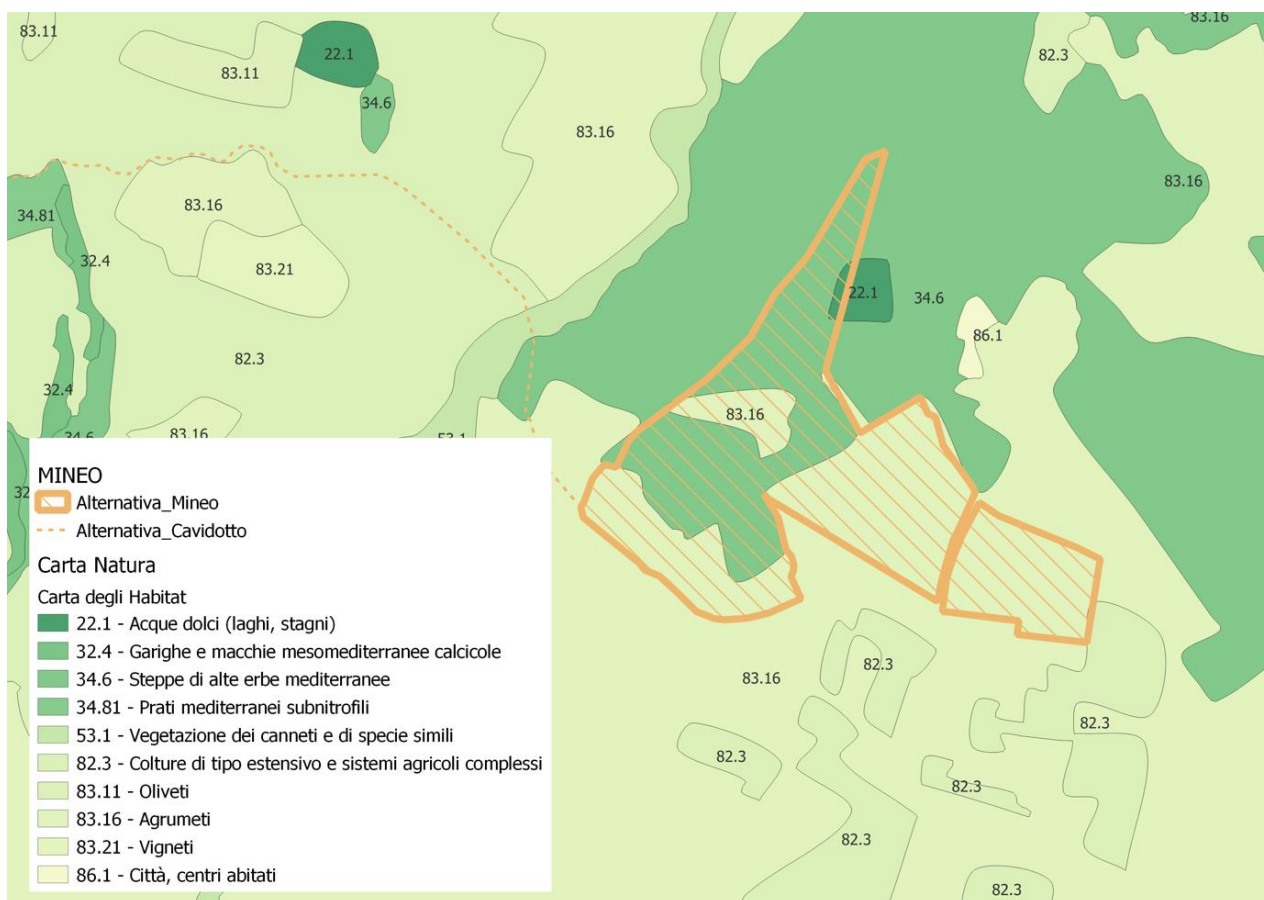 83.11
83.11
22.1
34.6
83.16
82.3
83.16
83.16
34.81
32.4
83.16
83.21
82.3
32.4
34.6
83.16
53.1
32
22.1
34.6
86.1
83.16
83.16
82.3
82.3
82.3
82.3
82.3
82.3
MINEO
Alternativa_Mineo
Alternativa_Cavidotto
Carta Natura
Carta degli Habitat
22.1 - Acque dolci (laghi, stagni)
32.4 - Garighe e macchie mesomediterranee calcicole
34.6 - Steppe di alte erbe mediterranee
34.81 - Prati mediterranei subnitrofili
53.1 - Vegetazione dei canneti e di specie simili
82.3 - Colture di tipo estensivo e sistemi agricoli complessi
83.11 - Oliveti
83.16 - Agrumeti
83.21 - Vigneti
86.1 - Città, centri abitati